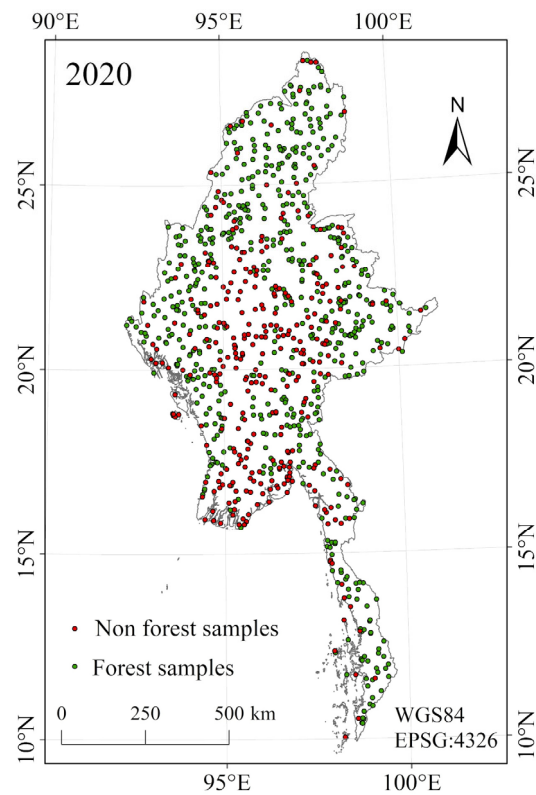 90°E 95°E 100°E
2020
N
25°N 25°N
20°N 20°N
15°N 15°N
Non forest samples
Forest samples
0 250 500 km
WGS84
EPSG:4326
10°N 10°N
95°E 100°E